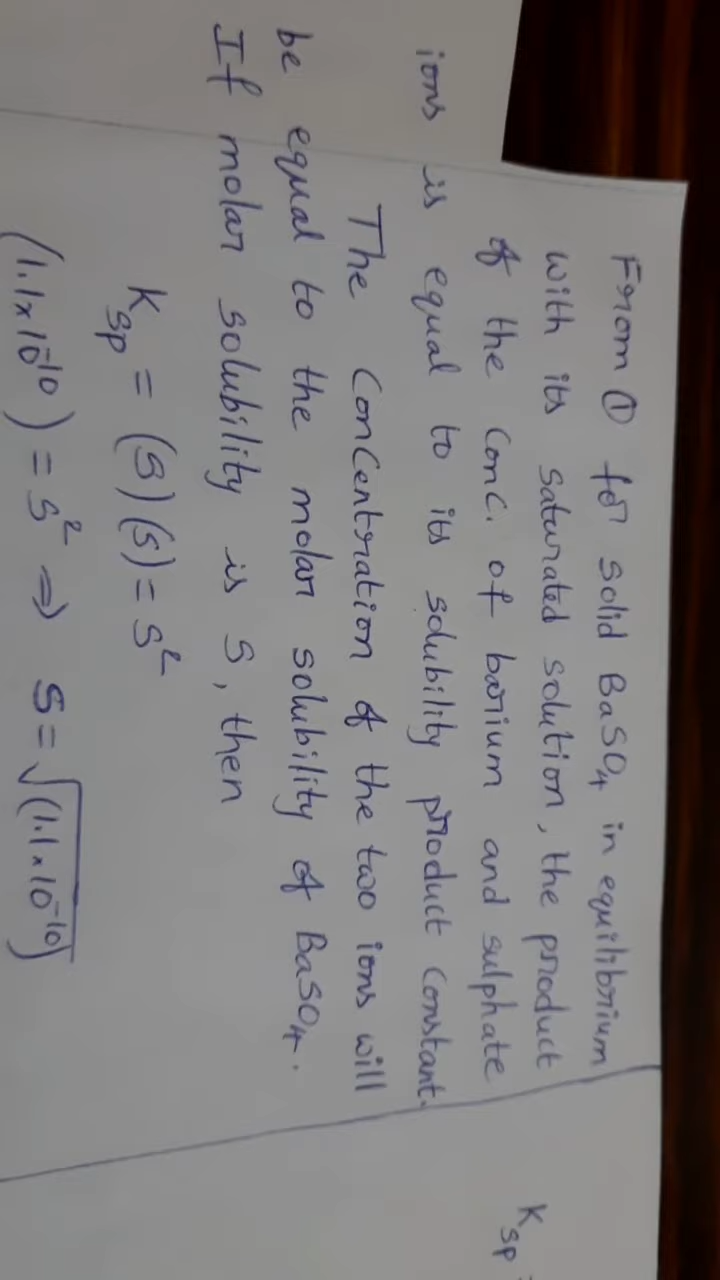 From ① for solid BaSO₄ in equilibrium
with its saturated solution, the product
of the conc. of barium and sulphate
ions is equal to its solubility product constant.
The concentration of the two ions will
be equal to the molar solubility of BaSO₄.
If molar solubility is S, then
Ksp = (S)(S) = S²
(1.1×10⁻¹⁰) = S² ⇒ S = √(1.1×10⁻¹⁰)
Ksp